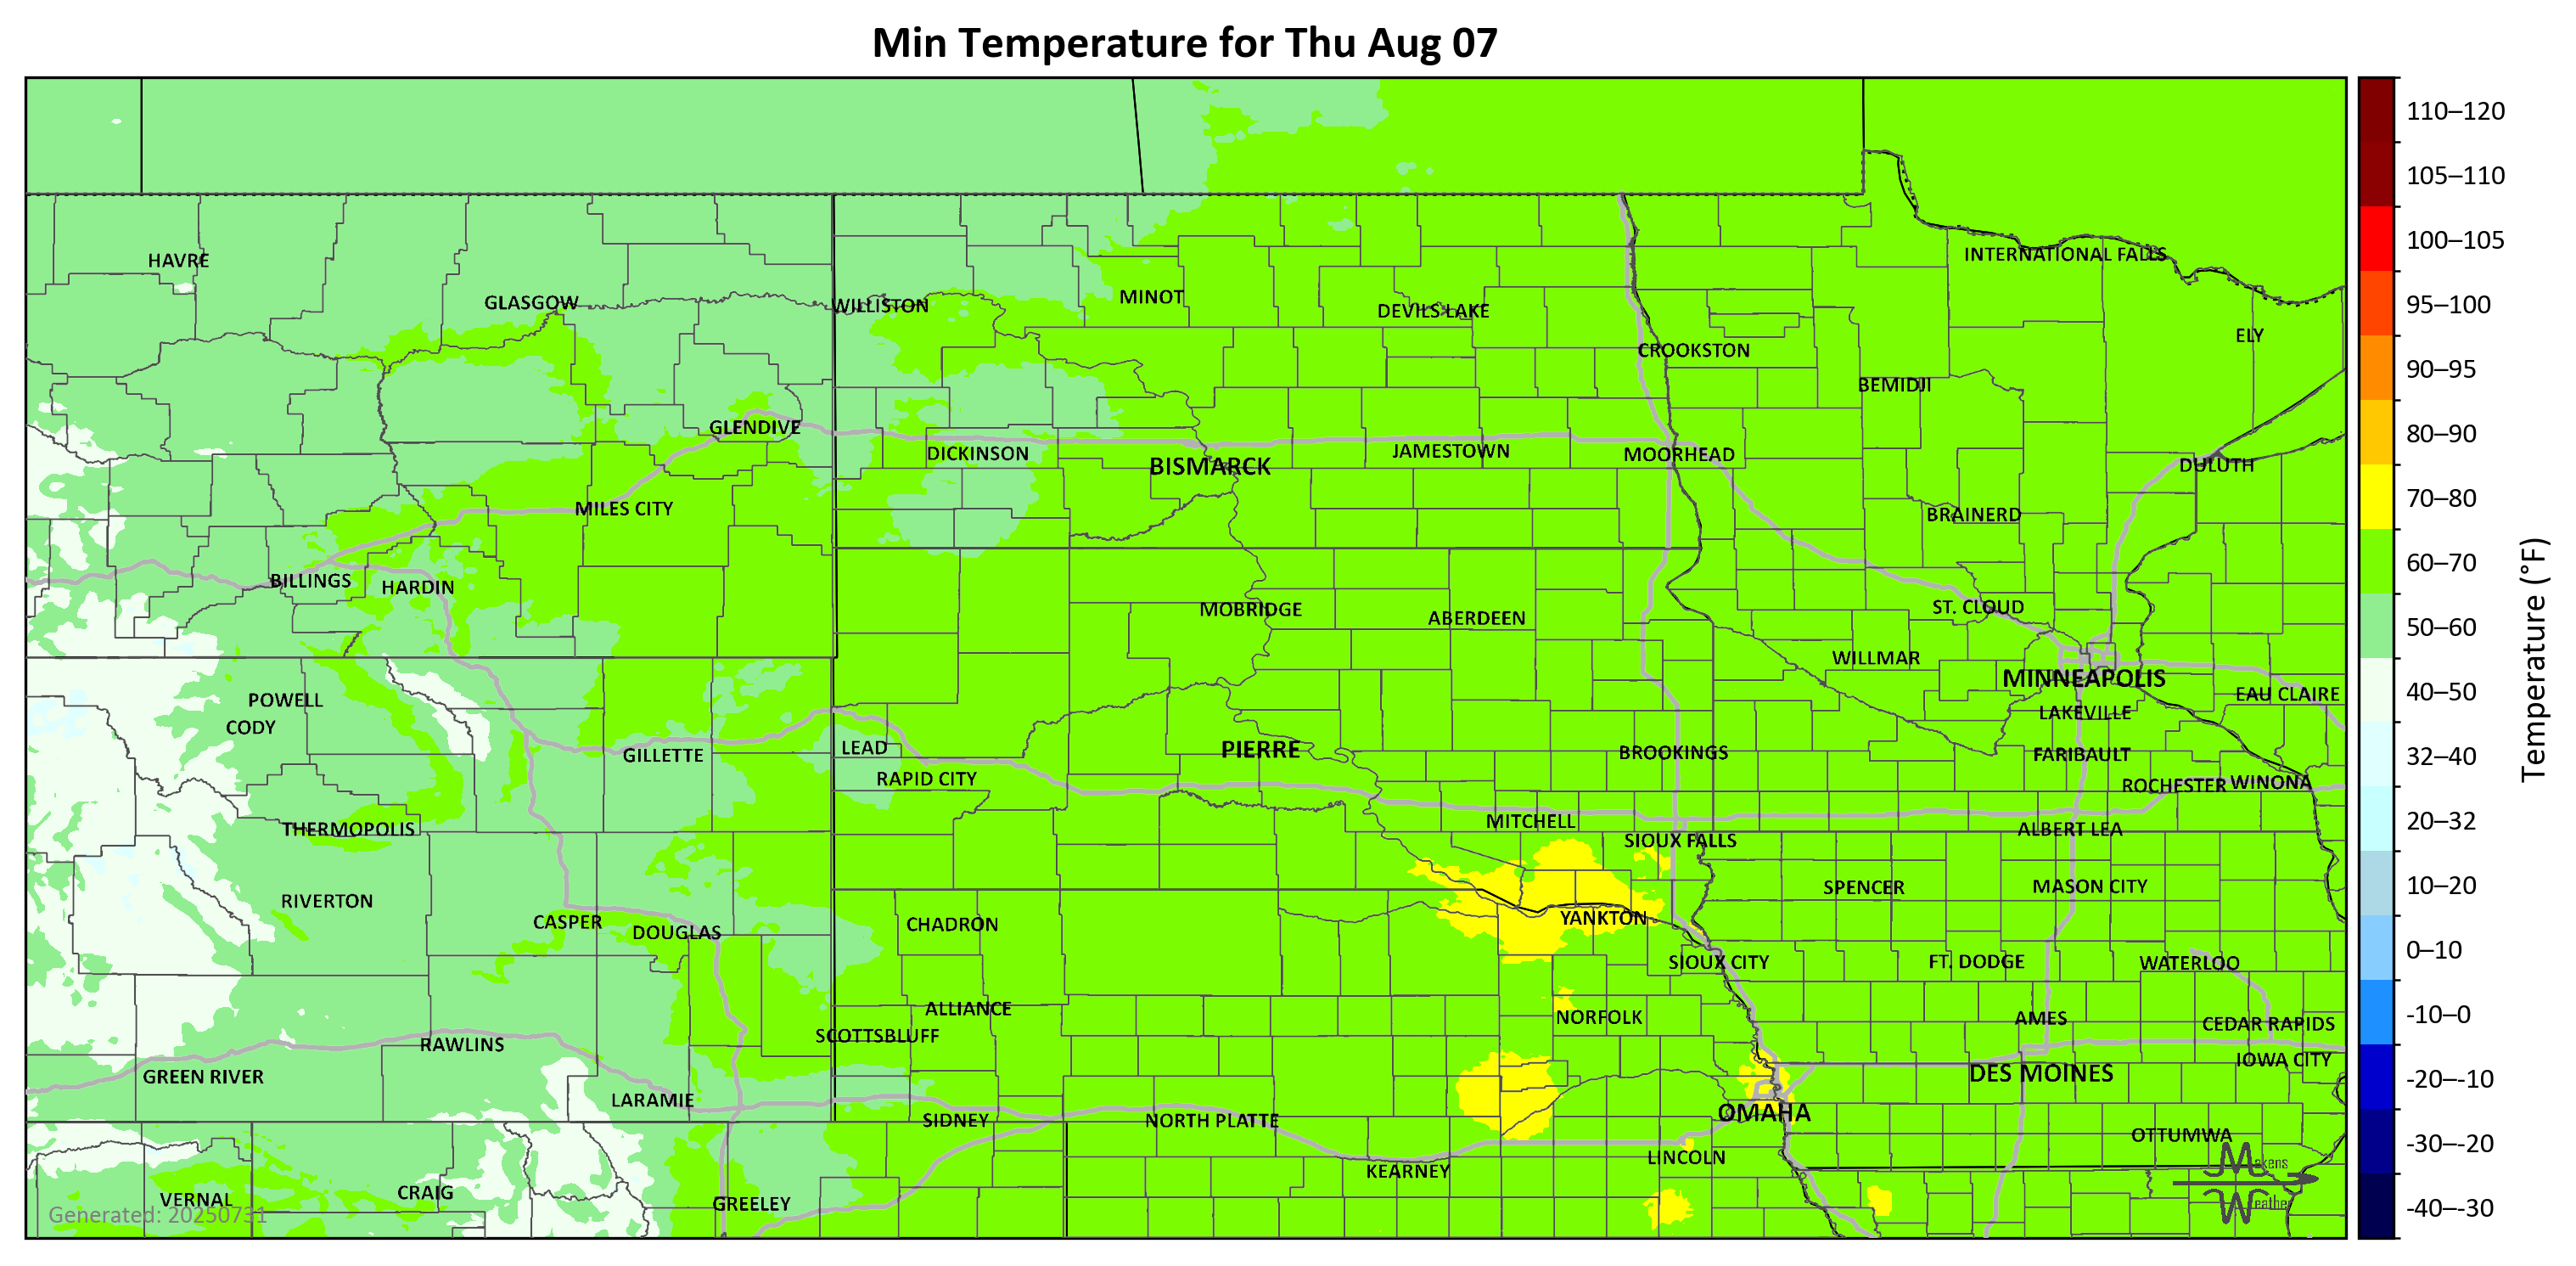 Min Temperature for Thu Aug 07
110–120
105–110
100–105
95–100
90–95
80–90
70–80
60–70
50–60
40–50
32–40
20–32
10–20
0–10
-10–0
-20–-10
-30–-20
-40–-30
Temperature (°F)
HAVRE
GLASGOW
WILLISTON
MINOT
DEVILS LAKE
INTERNATIONAL FALLS
ELY
CROOKSTON
BEMIDJI
GLENDIVE
DICKINSON
BISMARCK
JAMESTOWN
MOORHEAD
DULUTH
MILES CITY
BRAINERD
BILLINGS
HARDIN
MOBRIDGE
ABERDEEN
ST. CLOUD
WILLMAR
MINNEAPOLIS
EAU CLAIRE
POWELL
CODY
LAKEVILLE
GILLETTE
LEAD
PIERRE
BROOKINGS
FARIBAULT
RAPID CITY
ROCHESTER
WINONA
THERMOPOLIS
MITCHELL
SIOUX FALLS
ALBERT LEA
RIVERTON
SPENCER
MASON CITY
CASPER
DOUGLAS
CHADRON
YANKTON
SIOUX CITY
FT. DODGE
WATERLOO
ALLIANCE
NORFOLK
AMES
CEDAR RAPIDS
SCOTTSBLUFF
RAWLINS
IOWA CITY
GREEN RIVER
DES MOINES
LARAMIE
SIDNEY
NORTH PLATTE
OMAHA
OTTUMWA
KEARNEY
LINCOLN
VERNAL
CRAIG
GREELEY
Generated: 20250731
Makens
Weather